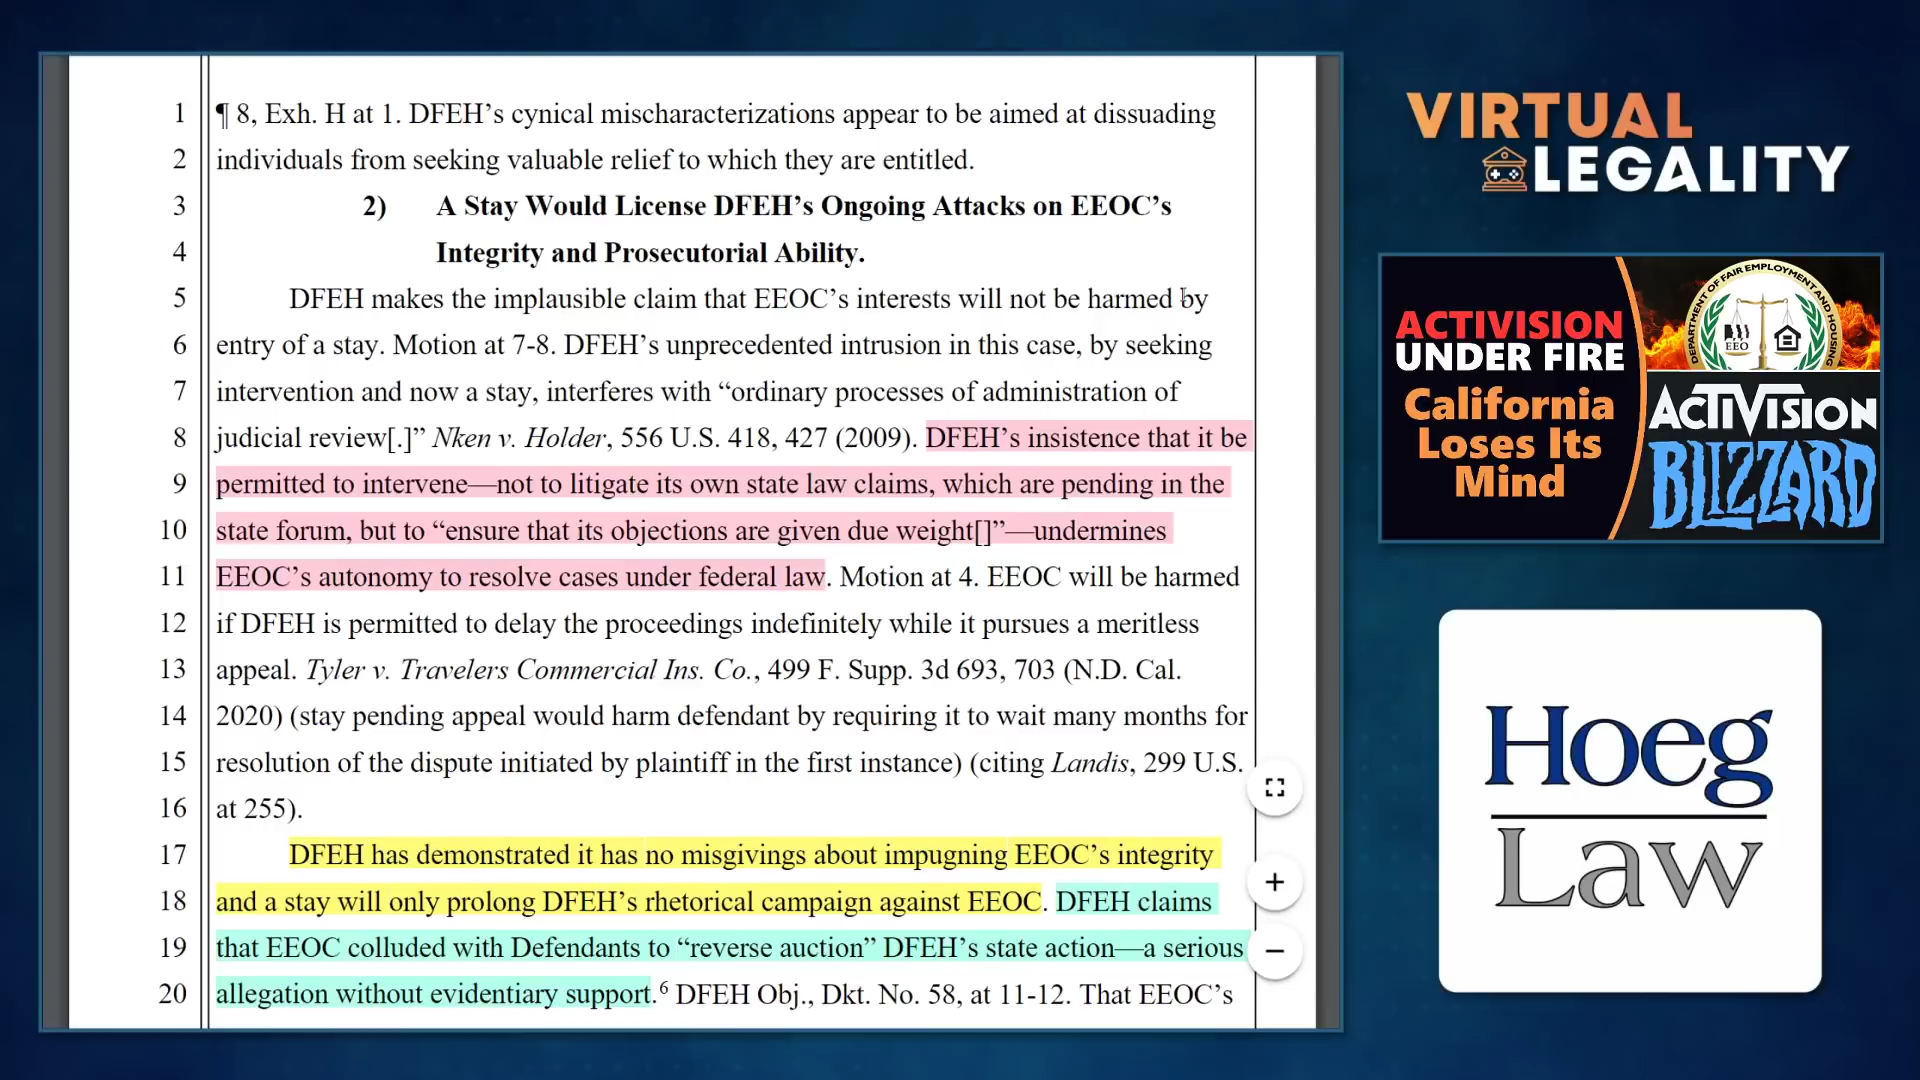 1 ¶ 8, Exh. H at 1. DFEH’s cynical mischaracterizations appear to be aimed at dissuading
2 individuals from seeking valuable relief to which they are entitled.
3 2) A Stay Would License DFEH’s Ongoing Attacks on EEOC’s
4 Integrity and Prosecutorial Ability.
5 DFEH makes the implausible claim that EEOC’s interests will not be harmed by
6 entry of a stay. Motion at 7-8. DFEH’s unprecedented intrusion in this case, by seeking
7 intervention and now a stay, interferes with “ordinary processes of administration of
8 judicial review[.]” Nken v. Holder, 556 U.S. 418, 427 (2009). DFEH’s insistence that it be
9 permitted to intervene—not to litigate its own state law claims, which are pending in the
10 state forum, but to “ensure that its objections are given due weight[]”—undermines
11 EEOC’s autonomy to resolve cases under federal law. Motion at 4. EEOC will be harmed
12 if DFEH is permitted to delay the proceedings indefinitely while it pursues a meritless
13 appeal. Tyler v. Travelers Commercial Ins. Co., 499 F. Supp. 3d 693, 703 (N.D. Cal.
14 2020) (stay pending appeal would harm defendant by requiring it to wait many months for
15 resolution of the dispute initiated by plaintiff in the first instance) (citing Landis, 299 U.S.
16 at 255).
17 DFEH has demonstrated it has no misgivings about impugning EEOC’s integrity
18 and a stay will only prolong DFEH’s rhetorical campaign against EEOC. DFEH claims
19 that EEOC colluded with Defendants to “reverse auction” DFEH’s state action—a serious
20 allegation without evidentiary support.⁶ DFEH Obj., Dkt. No. 58, at 11-12. That EEOC’s
VIRTUAL
LEGALITY
ACTIVISION
UNDER FIRE
California
Loses Its
Mind
DEPARTMENT OF FAIR EMPLOYMENT AND HOUSING
EEO
ACTIVISION
BLIZZARD
Hoeg
Law